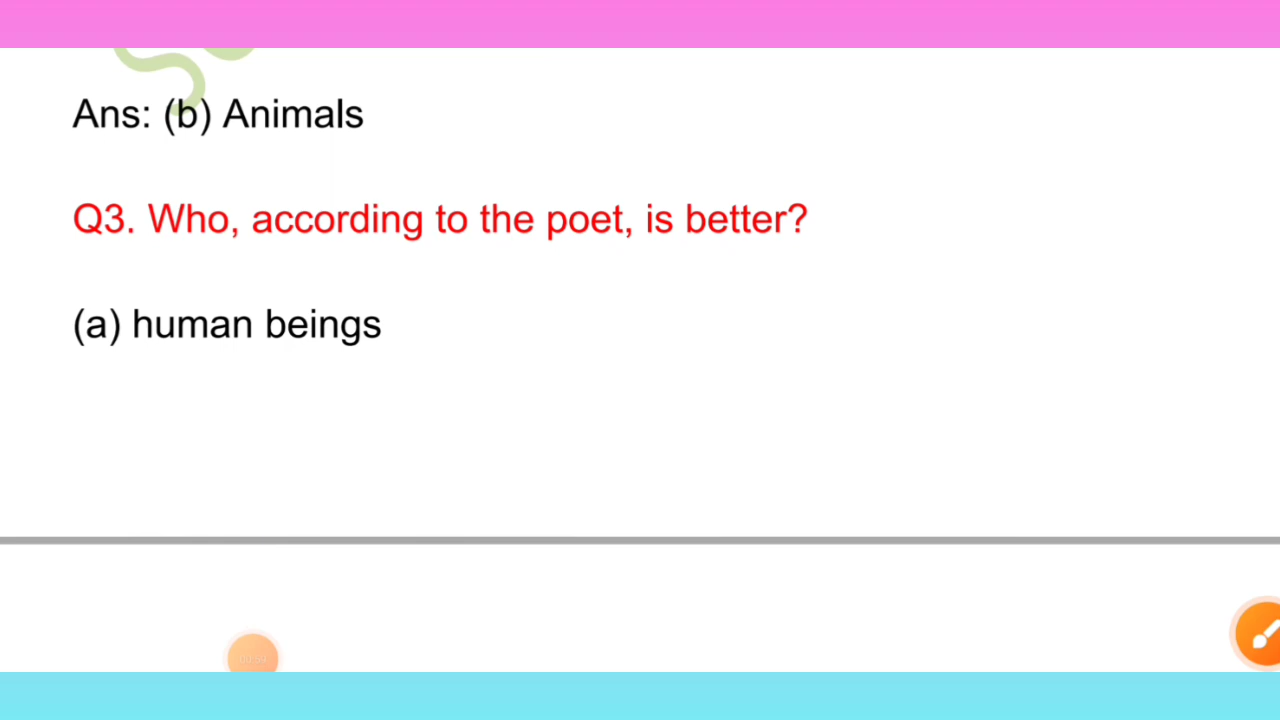 Ans: (b) Animals
Q3. Who, according to the poet, is better?
(a) human beings